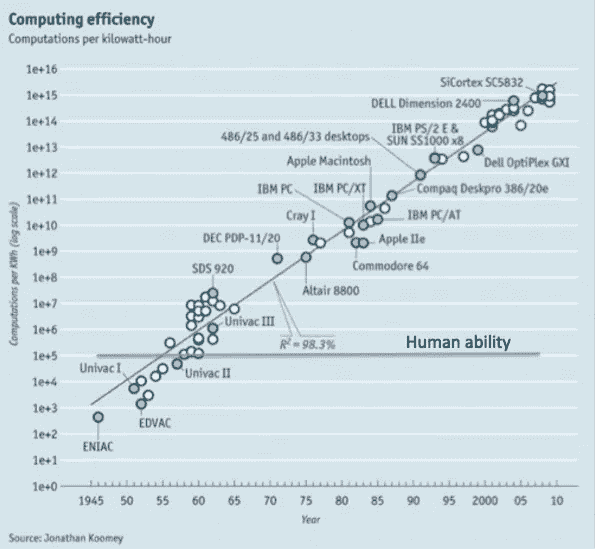 Computing efficiency
Computations per kilowatt-hour
1e+16
1e+15
1e+14
1e+13
1e+12
1e+11
1e+10
1e+9
1e+8
1e+7
1e+6
1e+5
1e+4
1e+3
1e+2
1e+1
1e+0
Computations per KWh (log scale)
SiCortex SC5832
DELL Dimension 2400
IBM PS/2 E &
SUN SS1000 x8
486/25 and 486/33 desktops
Dell OptiPlex GXI
Apple Macintosh
Compaq Deskpro 386/20e
IBM PC
IBM PC/XT
IBM PC/AT
Cray I
Apple IIe
DEC PDP-11/20
Commodore 64
SDS 920
Altair 8800
Univac III
R² = 98.3%
Human ability
Univac I
Univac II
EDVAC
ENIAC
1945 50 55 60 65 70 75 80 85 90 95 2000 05 10
Year
Source: Jonathan Koomey